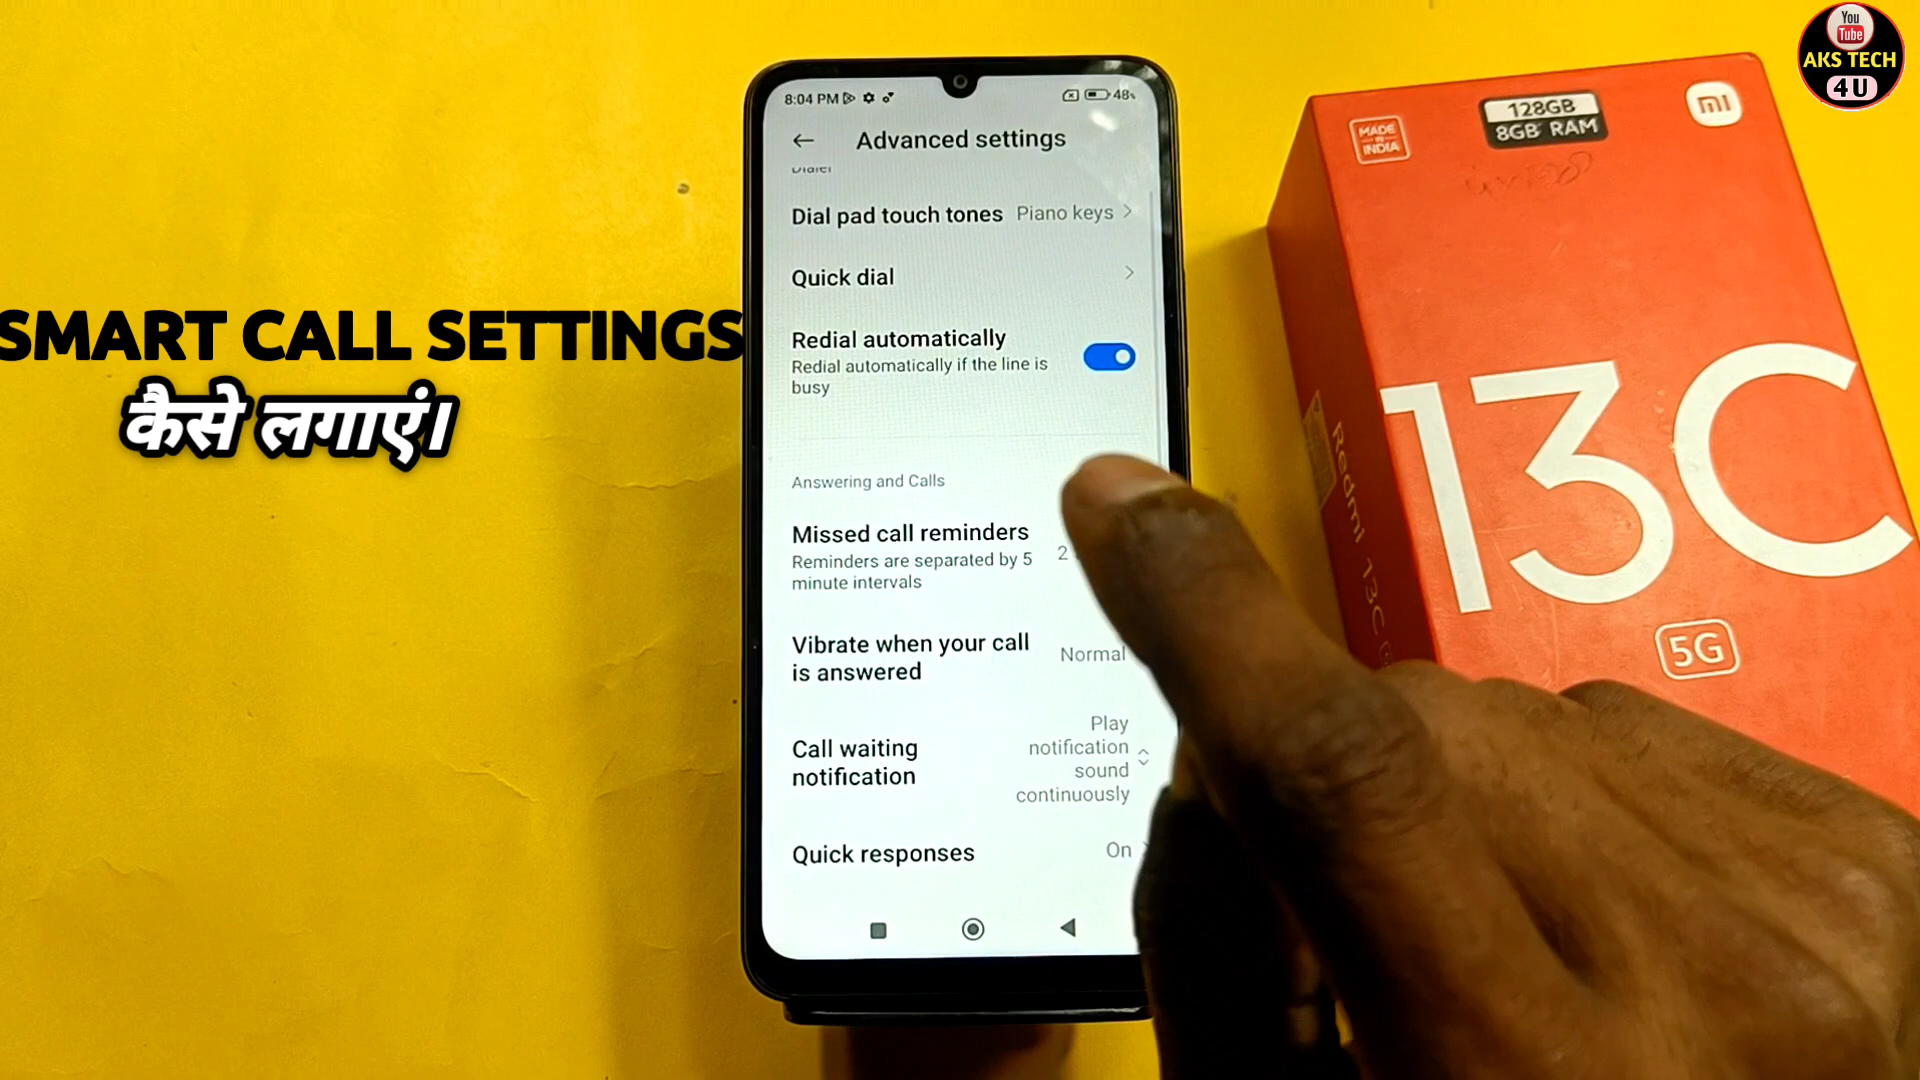 You
Tube
AKS TECH
4U
SMART CALL SETTINGS
कैसे लगाएं।
8:04 PM
48%
Advanced settings
Dial pad touch tones Piano keys
Quick dial
Redial automatically
Redial automatically if the line is
busy
Answering and Calls
Missed call reminders
Reminders are separated by 5
minute intervals
2
Vibrate when your call
is answered
Normal
Call waiting
notification
Play
notification
sound
continuously
Quick responses On
MADE
IN
INDIA
128GB
8GB RAM
mi
13C
5G
Redmi 13C